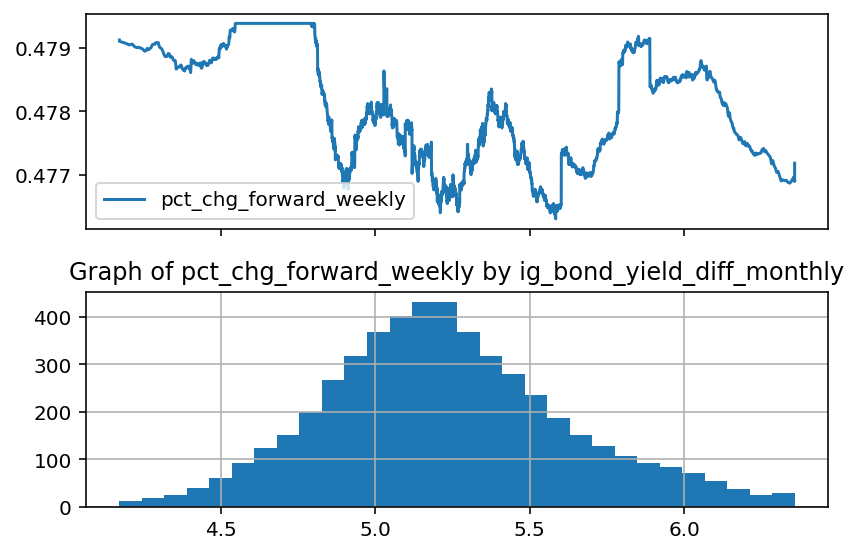 0.479
0.478
0.477
pct_chg_forward_weekly
Graph of pct_chg_forward_weekly by ig_bond_yield_diff_monthly
400
300
200
100
0
4.5 5.0 5.5 6.0